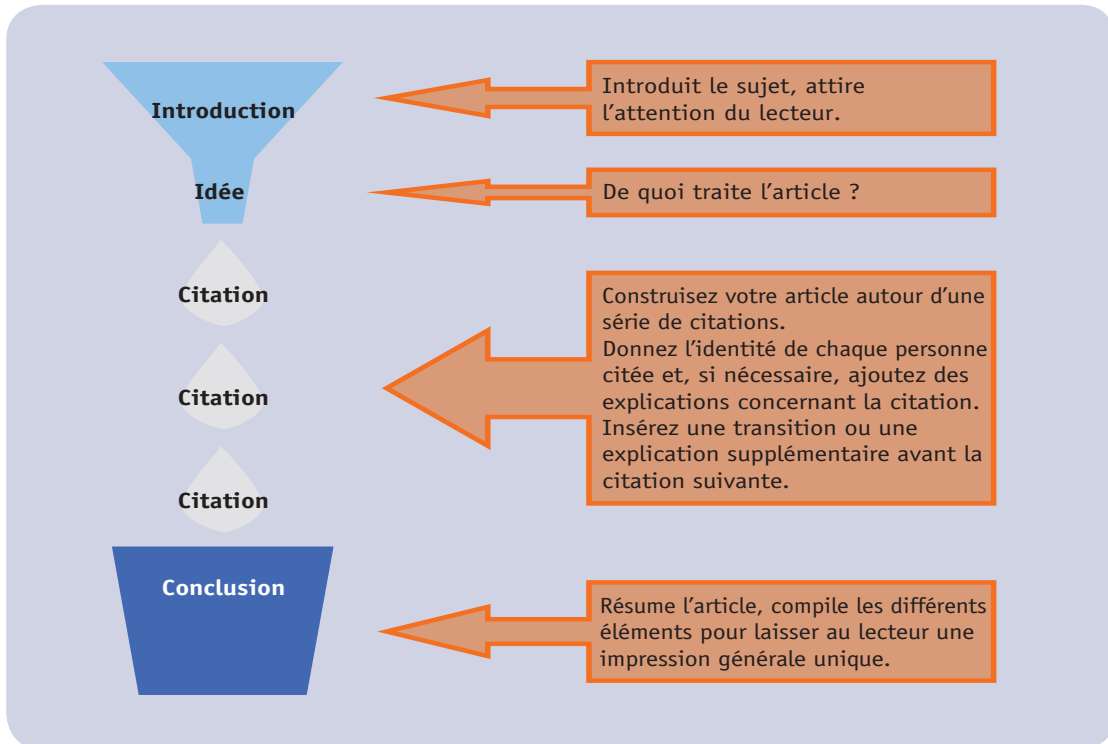 Introduction
Introduit le sujet, attire
l'attention du lecteur.
Idée
De quoi traite l'article ?
Citation
Citation
Citation
Construisez votre article autour d'une
série de citations.
Donnez l'identité de chaque personne
citée et, si nécessaire, ajoutez des
explications concernant la citation.
Insérez une transition ou une
explication supplémentaire avant la
citation suivante.
Conclusion
Résume l'article, compile les différents
éléments pour laisser au lecteur une
impression générale unique.